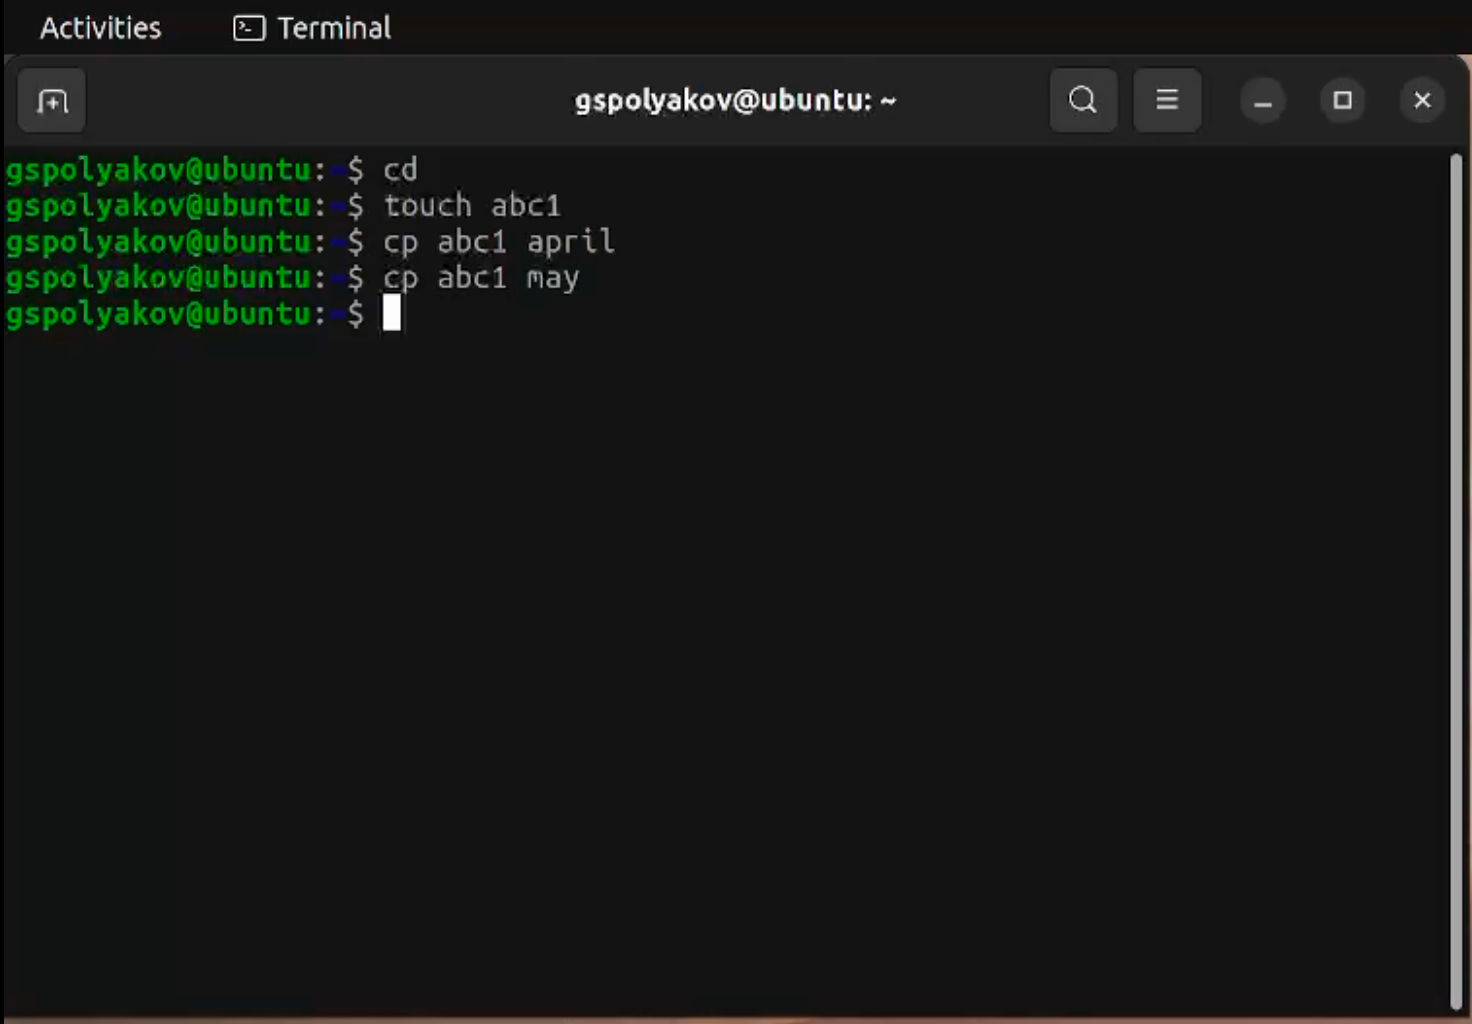 Activities Terminal
gspolyakov@ubuntu: ~
gspolyakov@ubuntu:~$ cd
gspolyakov@ubuntu:~$ touch abc1
gspolyakov@ubuntu:~$ cp abc1 april
gspolyakov@ubuntu:~$ cp abc1 may
gspolyakov@ubuntu:~$